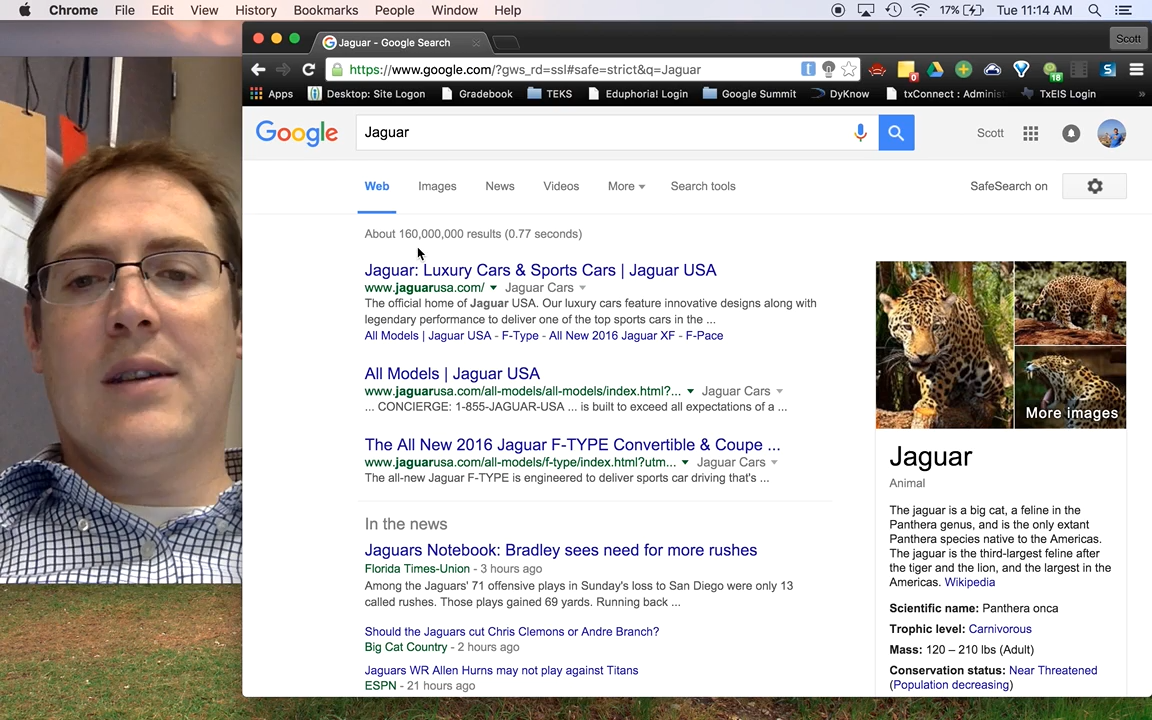 Chrome File Edit View History Bookmarks People Window Help 17% Tue 11:14 AM
Jaguar - Google Search Scott
https://www.google.com/?gws_rd=ssl#safe=strict&q=Jaguar
Apps Desktop: Site Logon Gradebook TEKS Eduphoria! Login Google Summit DyKnow txConnect : Adminis TxEIS Login »
Google Jaguar Scott
Web Images News Videos More Search tools SafeSearch on
About 160,000,000 results (0.77 seconds)
Jaguar: Luxury Cars & Sports Cars | Jaguar USA
www.jaguarusa.com/ Jaguar Cars
The official home of Jaguar USA. Our luxury cars feature innovative designs along with
legendary performance to deliver one of the top sports cars in the ...
All Models | Jaguar USA - F-Type - All New 2016 Jaguar XF - F-Pace
All Models | Jaguar USA
www.jaguarusa.com/all-models/all-models/index.html?... Jaguar Cars
... CONCIERGE: 1-855-JAGUAR-USA ... is built to exceed all expectations of a ...
The All New 2016 Jaguar F-TYPE Convertible & Coupe ...
www.jaguarusa.com/all-models/f-type/index.html?utm... Jaguar Cars
The all-new Jaguar F-TYPE is engineered to deliver sports car driving that's ...
In the news
Jaguars Notebook: Bradley sees need for more rushes
Florida Times-Union - 3 hours ago
Among the Jaguars' 71 offensive plays in Sunday's loss to San Diego were only 13
called rushes. Those plays gained 69 yards. Running back ...
Should the Jaguars cut Chris Clemons or Andre Branch?
Big Cat Country - 2 hours ago
Jaguars WR Allen Hurns may not play against Titans
ESPN - 21 hours ago
More images
Jaguar
Animal
The jaguar is a big cat, a feline in the
Panthera genus, and is the only extant
Panthera species native to the Americas.
The jaguar is the third-largest feline after
the tiger and the lion, and the largest in the
Americas. Wikipedia
Scientific name: Panthera onca
Trophic level: Carnivorous
Mass: 120 – 210 lbs (Adult)
Conservation status: Near Threatened
(Population decreasing)